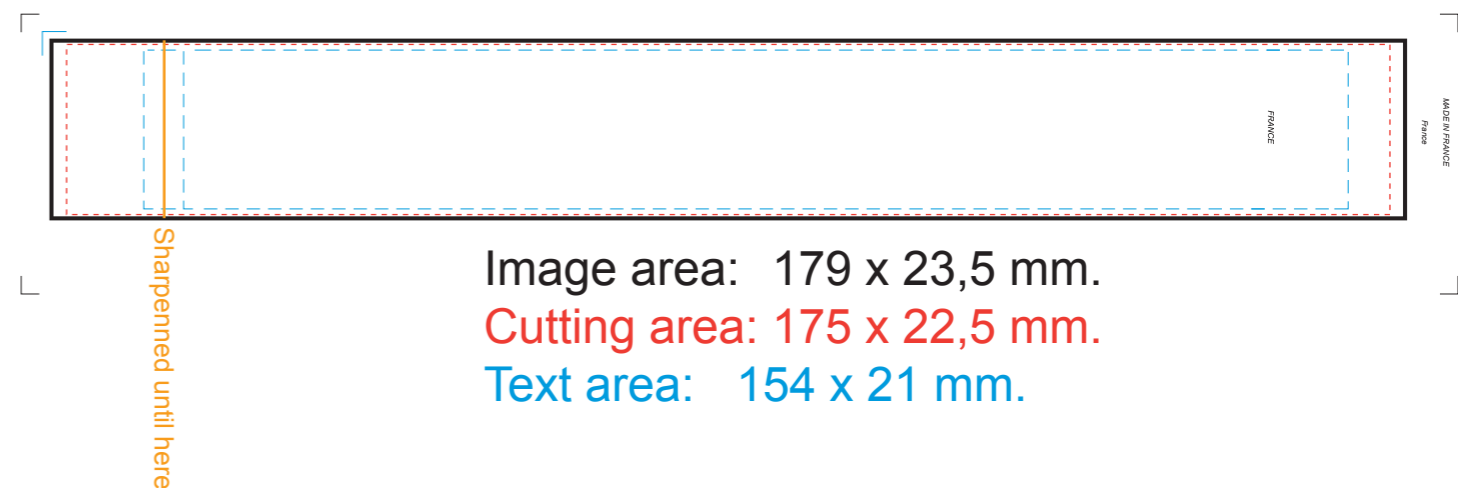 FRANCE
France
MADE IN FRANCE
Sharpenned until here
Image area: 179 x 23,5 mm.
Cutting area: 175 x 22,5 mm.
Text area: 154 x 21 mm.